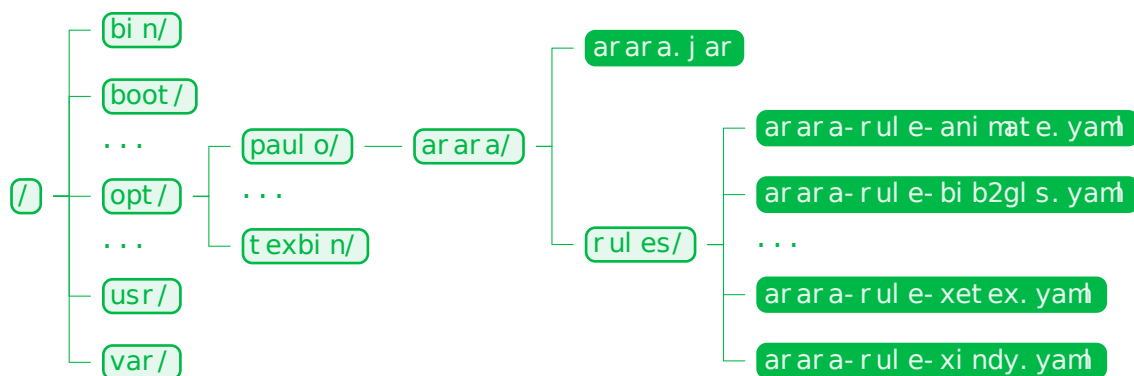 bin/
arara.jar
boot/
arara-rule-animate.yaml
...
paulo/
arara/
/
opt/
...
arara-rule-bib2gls.yaml
...
texbin/
rules/
...
usr/
arara-rule-xetex.yaml
var/
arara-rule-xindy.yaml